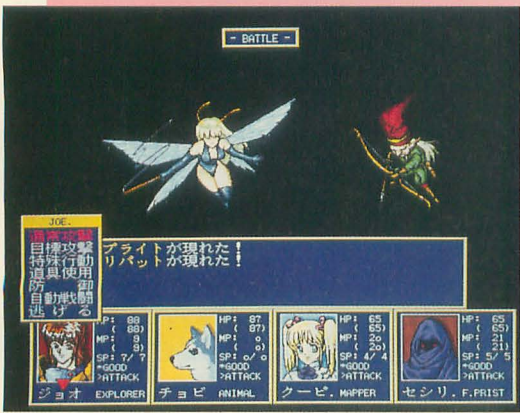 - BATTLE -
JOE.
通常攻撃
目標攻撃
特殊行動
道具使用
防 御
自動戦闘
逃げる
プライトが現れた！
リバットが現れた！
HP: 88
( 88)
MP: 9
( 9)
SP: 7/ 7
*GOOD
>ATTACK
ジョオ EXPLORER
HP: 87
( 87)
MP: 0
( 0)
SP: 0/ 0
*GOOD
>ATTACK
チョビ ANIMAL
HP: 65
( 65)
MP: 20
( 20)
SP: 4/ 4
*GOOD
>ATTACK
クーピ. MAPPER
HP: 65
( 65)
MP: 21
( 21)
SP: 5/ 5
*GOOD
>ATTACK
セシリ. F.PRIST